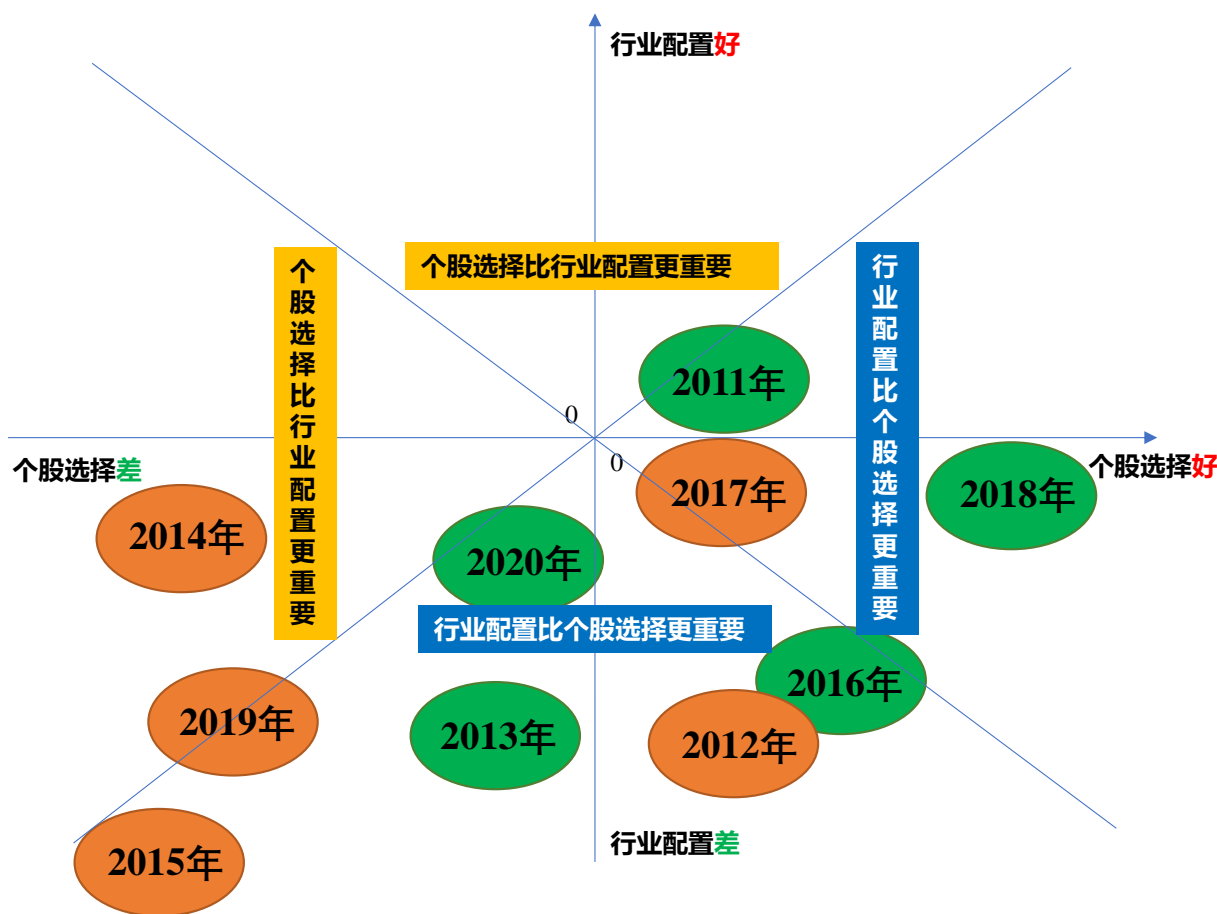 行业配置好
个股选择比行业配置更重要
个股选择比行业配置更重要
行业配置比个股选择更重要
2011年
0
0
个股选择差
个股选择好
2017年
2018年
2014年
2020年
行业配置比个股选择更重要
2016年
2019年
2013年
2012年
行业配置差
2015年